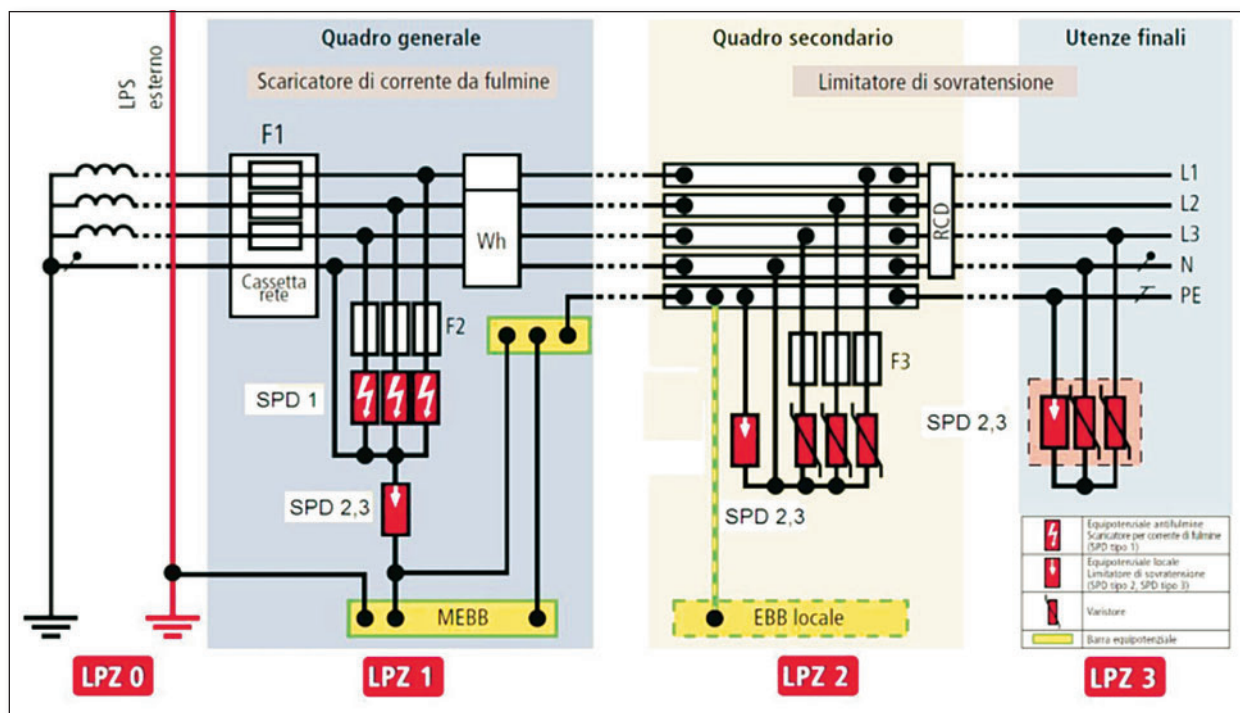 Quadro generale
Quadro secondario
Utenze finali
Scaricatore di corrente da fulmine
Limitatore di sovratensione
LPS
esterno
F1
L1
L2
Wh
RCD
L3
N
Cassetta
rete
PE
F2
F3
SPD 1
SPD 2,3
SPD 2,3
SPD 2,3
Equipotenziale antifulmine
Scaricatore per corrente di fulmine
(SPD tipo 1)
Equipotenziale locale
Limitatore di sovratensione
(SPD tipo 2, SPD tipo 3)
Varistore
Barra equipotenziale
MEBB
EBB locale
LPZ 0
LPZ 1
LPZ 2
LPZ 3